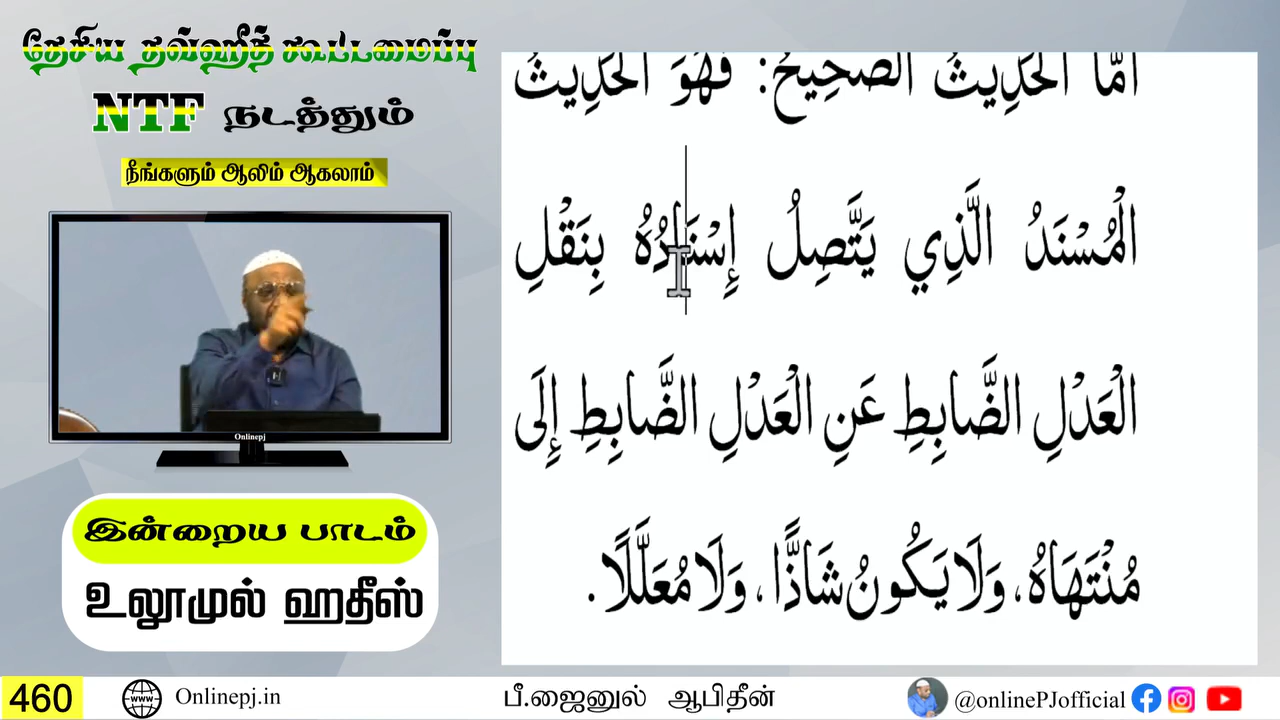 தேசிய தவ்ஹீத் கூட்டமைப்பு
NTF நடத்தும்
நீங்களும் ஆலிம் ஆகலாம்
Onlinepj
இன்றைய பாடம்
உலூமுல் ஹதீஸ்
أَمَّا الْحَدِيثُ الصَّحِيحُ: فَهُوَ الْحَدِيثُ
الْمُسْنَدُ الَّذِي يَتَّصِلُ إِسْنَادُهُ بِنَقْلِ
الْعَدْلِ الضَّابِطِ عَنِ الْعَدْلِ الضَّابِطِ إِلَى
مُنْتَهَاهُ، وَلَا يَكُونُ شَاذًّا، وَلَا مُعَلَّلًا.
460 www Onlinepj.in பீ.ஜைனுல் ஆபிதீன் @onlinePJofficial